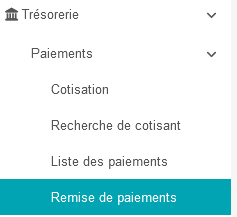 Trésorerie
Paiements
Cotisation
Recherche de cotisant
Liste des paiements
Remise de paiements